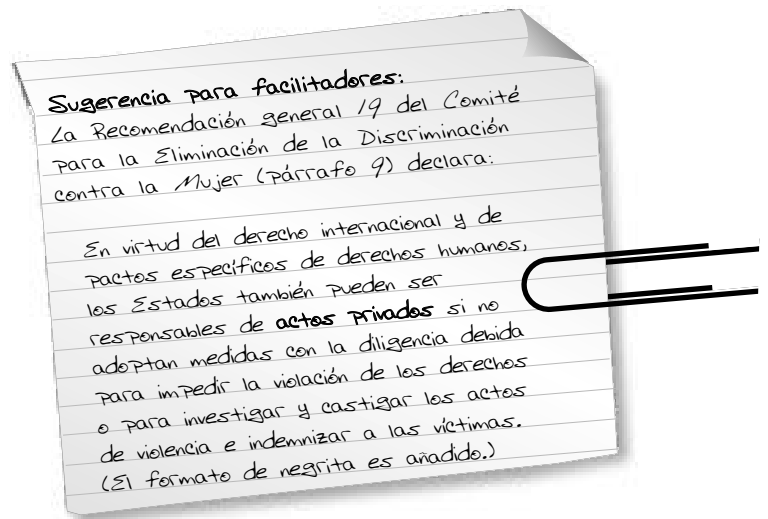 Sugerencia para facilitadores:
La Recomendación general 19 del Comité
para la Eliminación de la Discriminación
contra la Mujer (párrafo 9) declara:
En virtud del derecho internacional y de
pactos específicos de derechos humanos,
los Estados también pueden ser
responsables de actos privados si no
adoptan medidas con la diligencia debida
para impedir la violación de los derechos
o para investigar y castigar los actos
de violencia e indemnizar a las víctimas.
(El formato de negrita es añadido.)